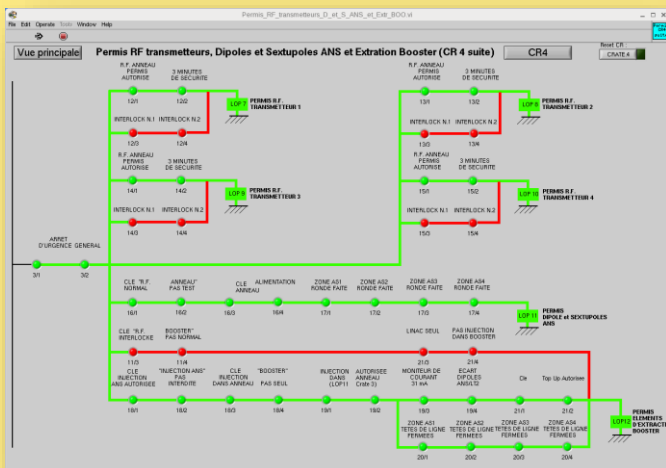 Permis_RF_transmetteurs_D_et_S_ANS_et_Extr_BOO.vi
File Edit Operate Tools Window Help
Vue principale
Permis RF transmetteurs, Dipoles et Sextupoles ANS et Extration Booster (CR 4 suite)
CR4
Reset CR
CRATE 4
R.F. ANNEAU PERMIS AUTORISE
3 MINUTES DE SECURITE
12/1 12/2
LOP 7
PERMIS R.F. TRANSMETTEUR 1
INTERLOCK N.1 INTERLOCK N.2
12/3 12/4
R.F. ANNEAU PERMIS AUTORISE
3 MINUTES DE SECURITE
13/1 13/2
LOP 8
PERMIS R.F. TRANSMETTEUR 2
INTERLOCK N.1 INTERLOCK N.2
13/3 13/4
R.F. ANNEAU PERMIS AUTORISE
3 MINUTES DE SECURITE
14/1 14/2
LOP 9
PERMIS R.F. TRANSMETTEUR 3
INTERLOCK N.1 INTERLOCK N.2
14/3 14/4
R.F. ANNEAU PERMIS AUTORISE
3 MINUTES DE SECURITE
15/1 15/2
LOP 10
PERMIS R.F. TRANSMETTEUR 4
INTERLOCK N.1 INTERLOCK N.2
15/3 15/4
ARRET
D'URGENCE GENERAL
3/1 3/2
CLE "R.F. ANNEAU" CLE ALIMENTATION ZONE AS1 ZONE AS2 ZONE AS3 ZONE AS4
NORMAL PAS TEST ANNEAU RONDE FAITE RONDE FAITE RONDE FAITE RONDE FAITE
16/1 16/2 16/3 16/4 17/1 17/2 17/3 17/4
LOP 11
PERMIS
DIPOLE et SEXTUPOLES
ANS
CLE "R.F. BOOSTER" LINAC SEUL PAS INJECTION
INTERLOCKE PAS NORMAL DANS BOOSTER
11/3 11/4 21/3 21/4
CLE "INJECTION ANS" CLE "BOOSTER" INJECTION AUTORISEE MONITEUR DE ECART
INJECTION PAS INJECTION DANS ANNEAU COURANT DIPOLES Cle Top Up Autorisee
ANS AUTORISEE INTERDITE DANS ANNEAU PAS SEUL (LOP11 Crate 3) 31 mA ANS/LT2
18/1 18/2 18/3 18/4 19/1 19/2 19/3 19/4 21/1 21/2
LOP12
PERMIS
ELEMENTS
D'EXTRACTI
BOOSTER
ZONE AS1 ZONE AS2 ZONE AS3 ZONE AS4
TETES DE LIGNE TETES DE LIGNE TETES DE LIGNE TETES DE LIGNE
FERMEES FERMEES FERMEES FERMEES
20/1 20/2 20/3 20/4